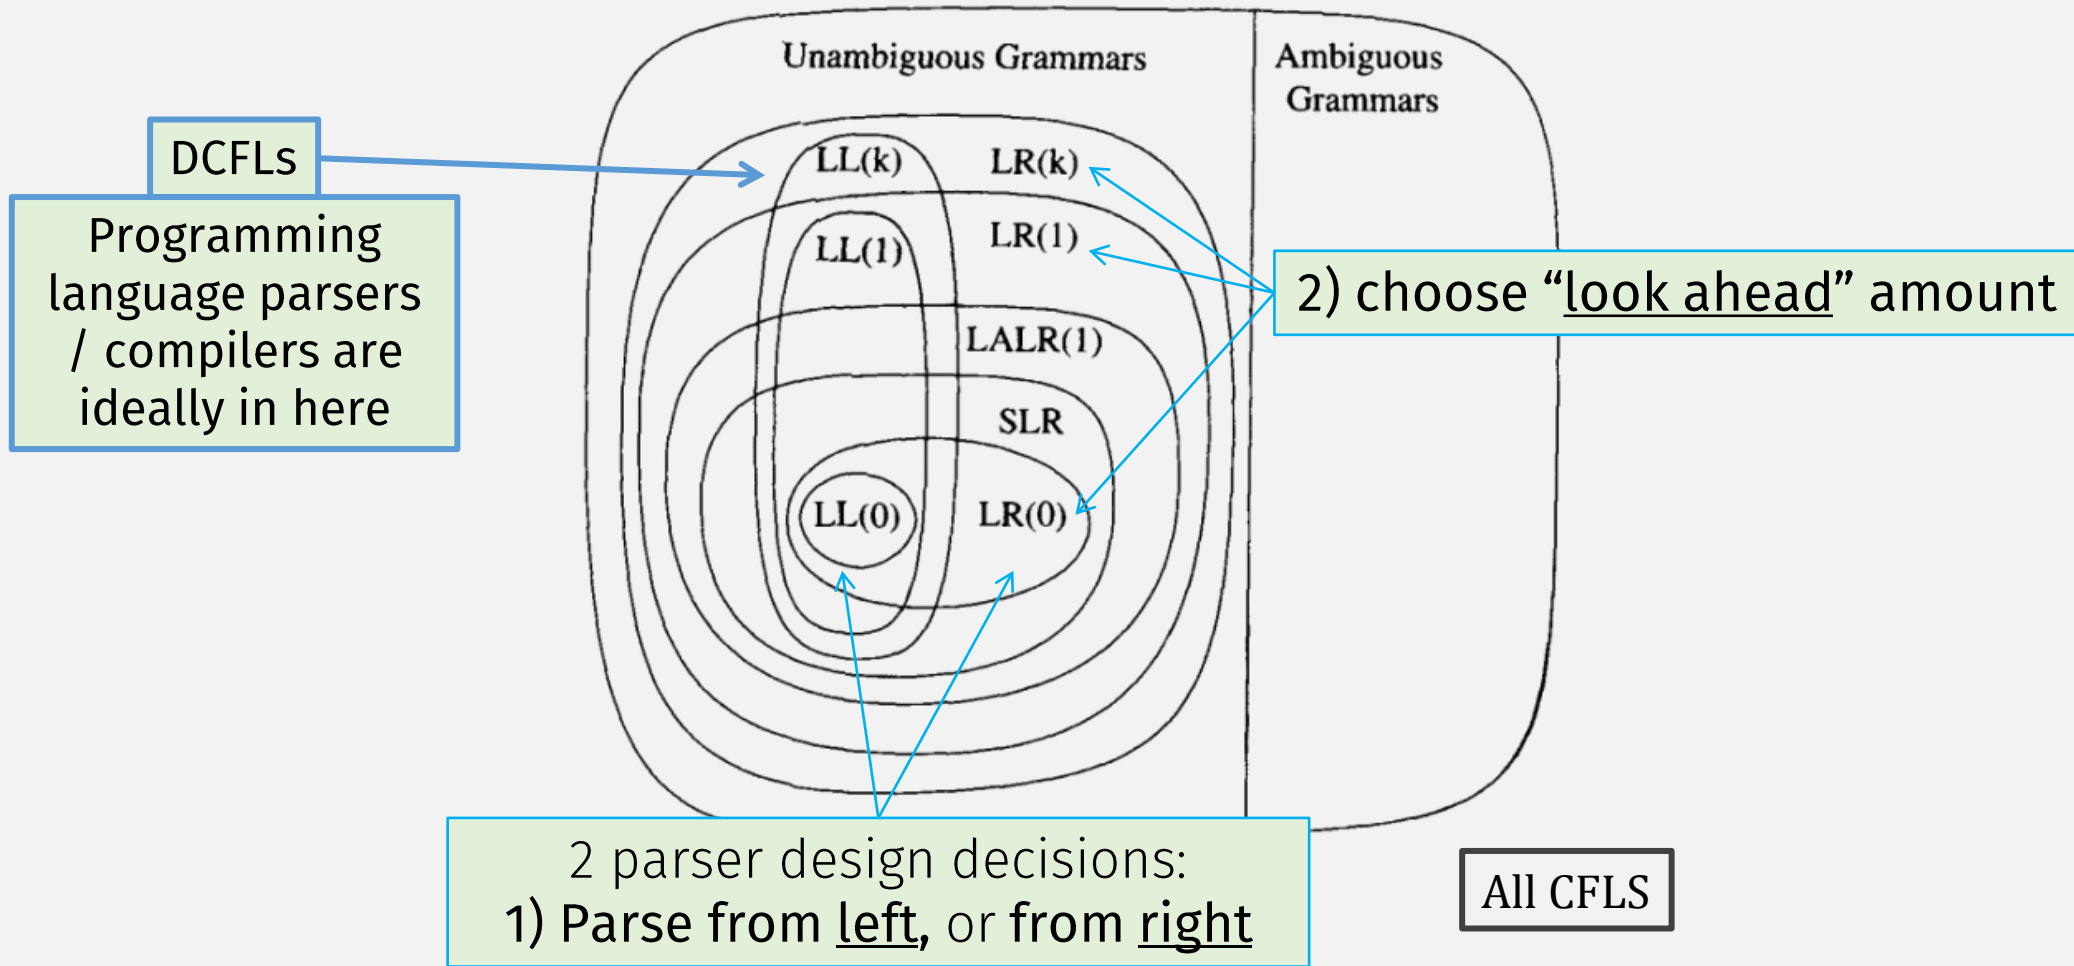 Unambiguous Grammars
Ambiguous
Grammars
DCFLs
Programming
language parsers
/ compilers are
ideally in here
LL(k)
LR(k)
LL(1)
LR(1)
2) choose “look ahead” amount
LALR(1)
SLR
LL(0)
LR(0)
2 parser design decisions:
1) Parse from left, or from right
All CFLS